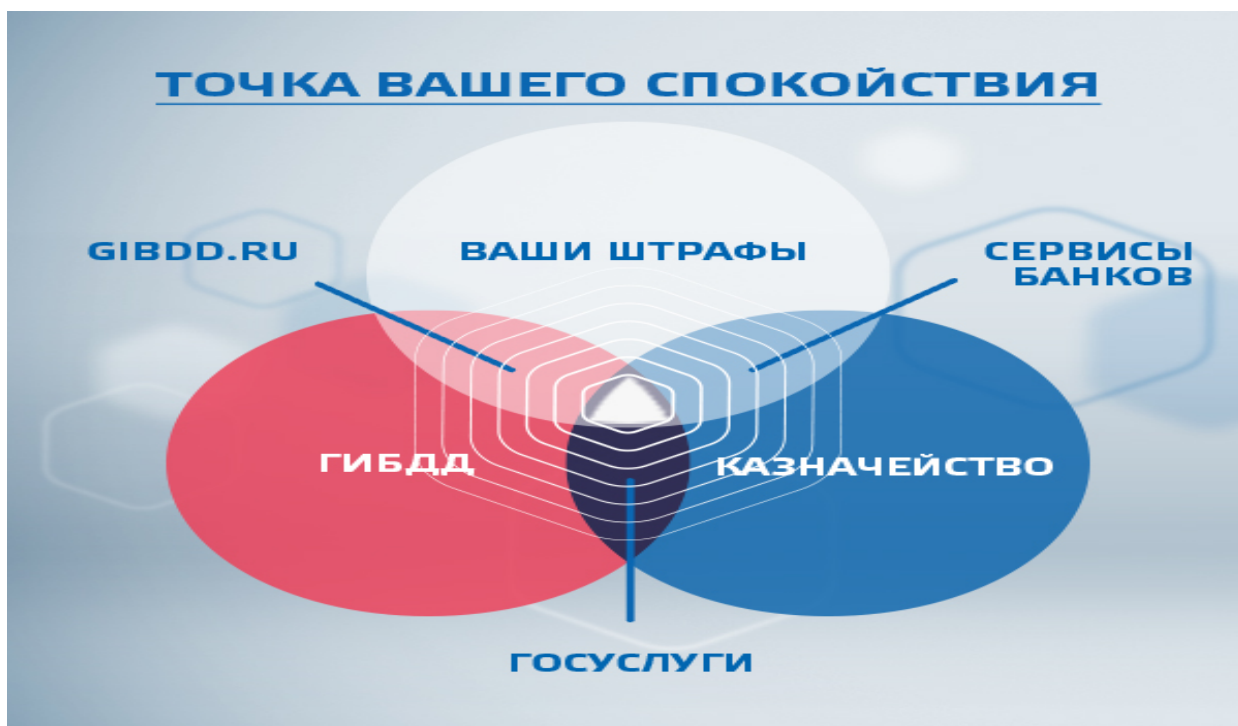 ТОЧКА ВАШЕГО СПОКОЙСТВИЯ
GIBDD.RU
ВАШИ ШТРАФЫ
СЕРВИСЫ
БАНКОВ
ГИБДД
КАЗНАЧЕЙСТВО
ГОСУСЛУГИ